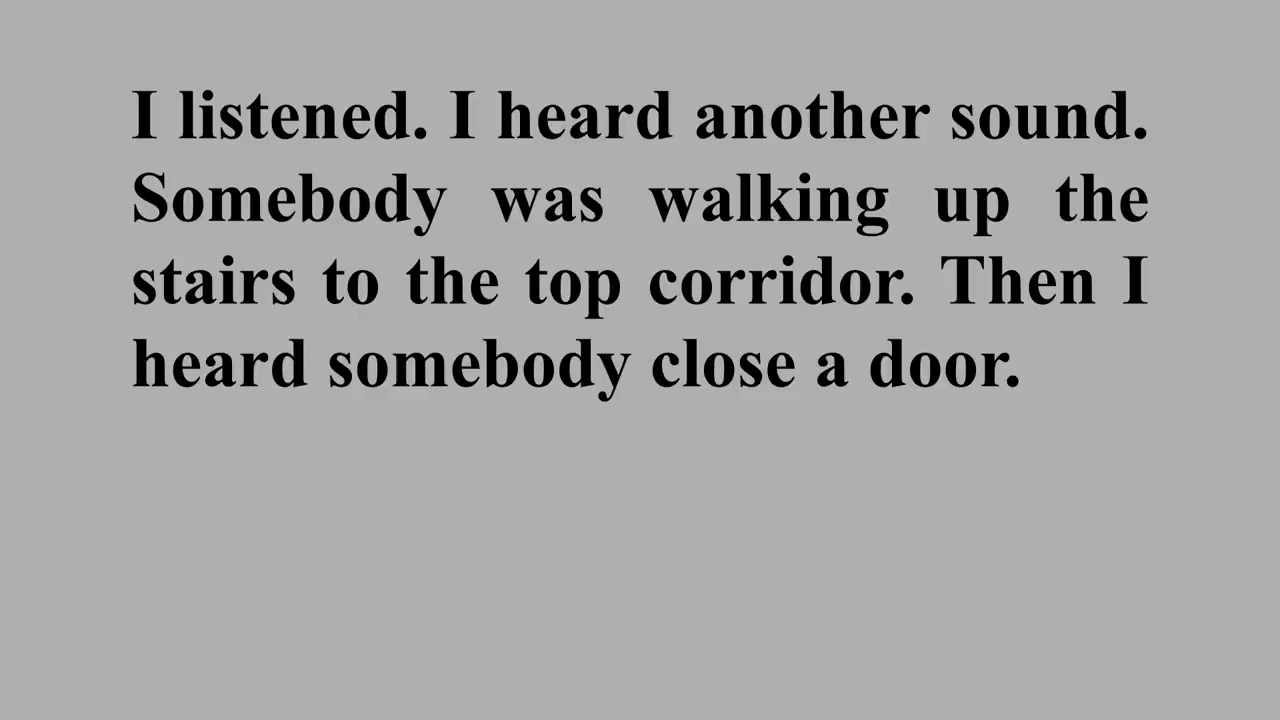 I listened. I heard another sound.
Somebody was walking up the
stairs to the top corridor. Then I
heard somebody close a door.